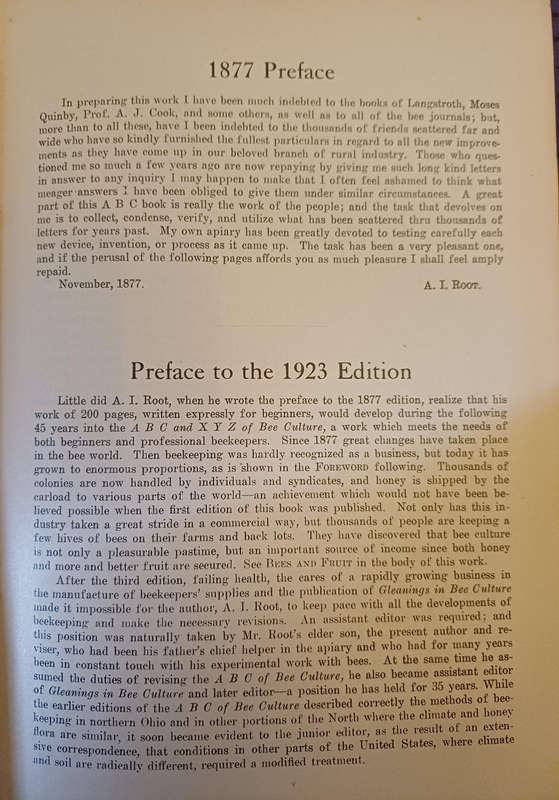 1877 Preface
In preparing this work I have been much indebted to the books of Langstroth, Moses
Quinby, Prof. A. J. Cook, and some others, as well as to all of the bee journals; but,
more than to all these, have I been indebted to the thousands of friends scattered far and
wide who have so kindly furnished the fullest particulars in regard to all the new improve-
ments as they have come up in our beloved branch of rural industry. Those who ques-
tioned me so much a few years ago are now repaying by giving me such long kind letters
in answer to any inquiry I may happen to make that I often feel ashamed to think what
meager answers I have been obliged to give them under similar circumstances. A great
part of this A B C book is really the work of the people; and the task that devolves on
me is to collect, condense, verify, and utilize what has been scattered thru thousands of
letters for years past. My own apiary has been greatly devoted to testing carefully each
new device, invention, or process as it came up. The task has been a very pleasant one,
and if the perusal of the following pages affords you as much pleasure I shall feel amply
repaid.
November, 1877. A. I. ROOT.
Preface to the 1923 Edition
Little did A. I. Root, when he wrote the preface to the 1877 edition, realize that his
work of 200 pages, written expressly for beginners, would develop during the following
45 years into the A B C and X Y Z of Bee Culture, a work which meets the needs of
both beginners and professional beekeepers. Since 1877 great changes have taken place
in the bee world. Then beekeeping was hardly recognized as a business, but today it has
grown to enormous proportions, as is shown in the FOREWORD following. Thousands of
colonies are now handled by individuals and syndicates, and honey is shipped by the
carload to various parts of the world—an achievement which would not have been be-
lieved possible when the first edition of this book was published. Not only has this in-
dustry taken a great stride in a commercial way, but thousands of people are keeping a
few hives of bees on their farms and back lots. They have discovered that bee culture
is not only a pleasurable pastime, but an important source of income since both honey
and more and better fruit are secured. See BEES AND FRUIT in the body of this work.
After the third edition, failing health, the cares of a rapidly growing business in
the manufacture of beekeepers' supplies and the publication of Gleanings in Bee Culture
made it impossible for the author, A. I. Root, to keep pace with all the developments of
beekeeping and make the necessary revisions. An assistant editor was required; and
this position was naturally taken by Mr. Root's elder son, the present author and re-
viser, who had been his father's chief helper in the apiary and who had for many years
been in constant touch with his experimental work with bees. At the same time he as-
sumed the duties of revising the A B C of Bee Culture, he also became assistant editor
of Gleanings in Bee Culture and later editor—a position he has held for 35 years. While
the earlier editions of the A B C of Bee Culture described correctly the methods of bee-
keeping in northern Ohio and in other portions of the North where the climate and honey
flora are similar, it soon became evident to the junior editor, as the result of an exten-
sive correspondence, that conditions in other parts of the United States, where climate
and soil are radically different, required a modified treatment.